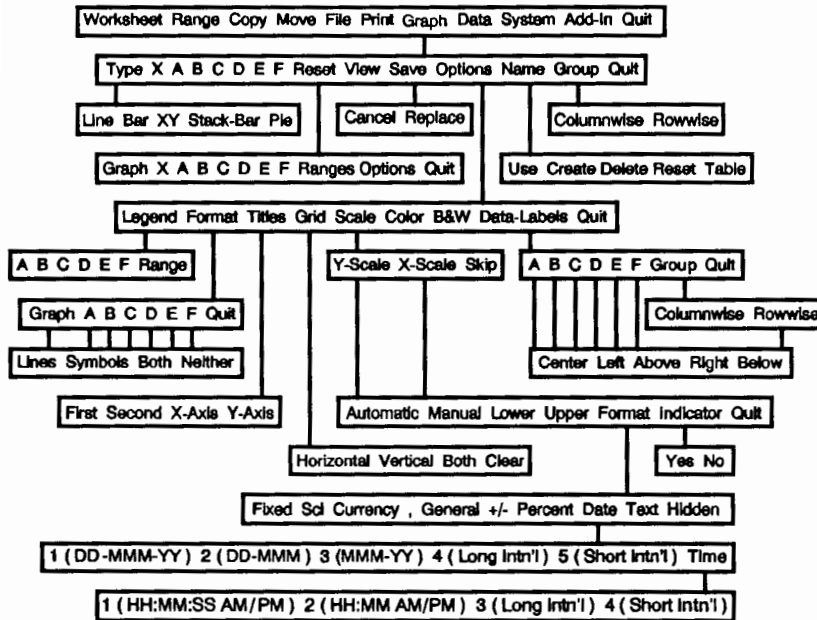 Worksheet Range Copy Move File Print Graph Data System Add-In Quit
Type X A B C D E F Reset View Save Options Name Group Quit
Line Bar XY Stack-Bar Pie
Cancel Replace
Columnwise Rowwise
Graph X A B C D E F Ranges Options Quit
Use Create Delete Reset Table
Legend Format Titles Grid Scale Color B&W Data-Labels Quit
A B C D E F Range
Y-Scale X-Scale Skip
A B C D E F Group Quit
Graph A B C D E F Quit
Columnwise Rowwise
Lines Symbols Both Neither
Center Left Above Right Below
First Second X-Axis Y-Axis
Automatic Manual Lower Upper Format Indicator Quit
Horizontal Vertical Both Clear
Yes No
Fixed Sci Currency , General +/- Percent Date Text Hidden
1 (DD-MMM-YY) 2 (DD-MMM) 3 (MMM-YY) 4 (Long Intn'l) 5 (Short Intn'l) Time
1 (HH:MM:SS AM/PM) 2 (HH:MM AM/PM) 3 (Long Intn'l) 4 (Short Intn'l)